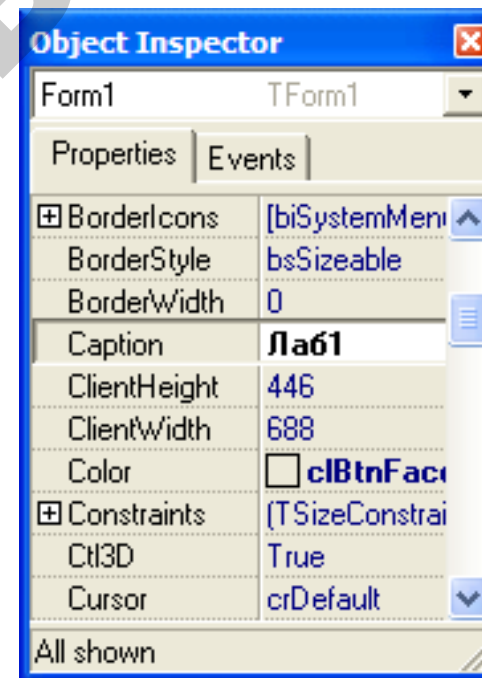 Object Inspector
Form1 TForm1
Properties Events
BorderIcons [biSystemMenu
BorderStyle bsSizeable
BorderWidth 0
Caption Лаб1
ClientHeight 446
ClientWidth 688
Color clBtnFace
Constraints (TSizeConstrai
Ctl3D True
Cursor crDefault
All shown